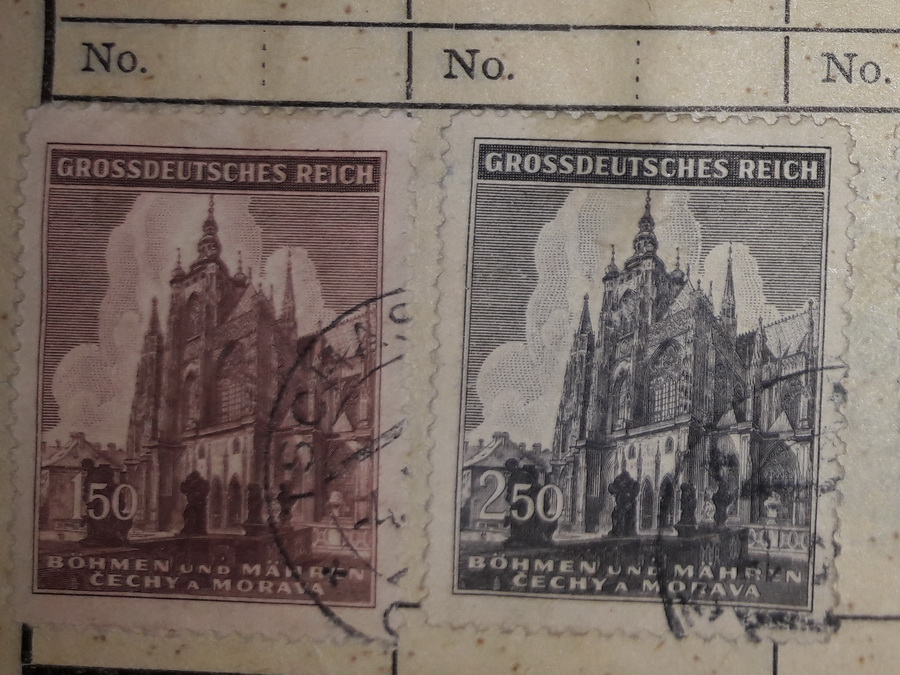 No.
No.
No.
GROSSDEUTSCHES REICH
150
BÖHMEN UND MÄHREN
ČECHY A MORAVA
GROSSDEUTSCHES REICH
250
BÖHMEN UND MÄHREN
ČECHY A MORAVA